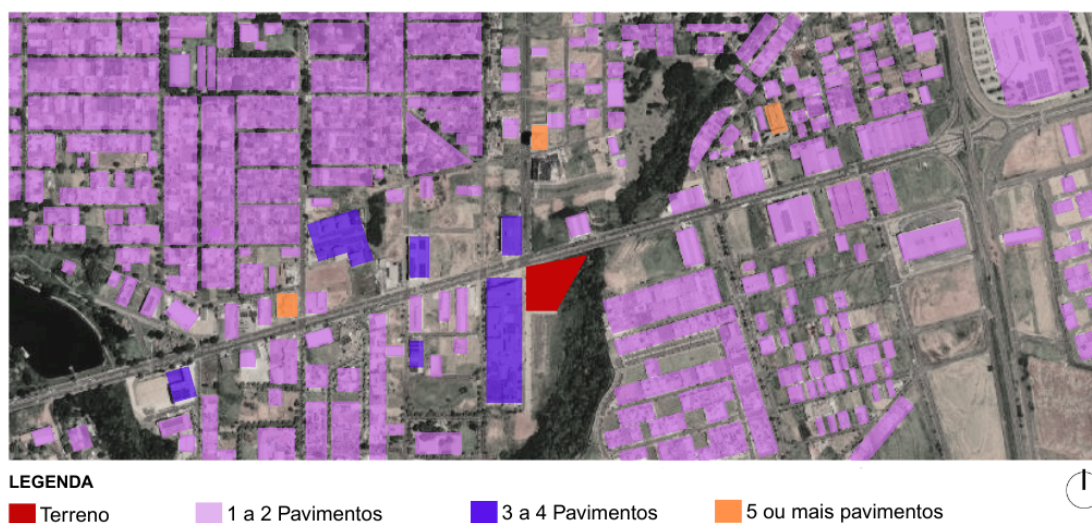 LEGENDA
Terreno
1 a 2 Pavimentos
3 a 4 Pavimentos
5 ou mais pavimentos